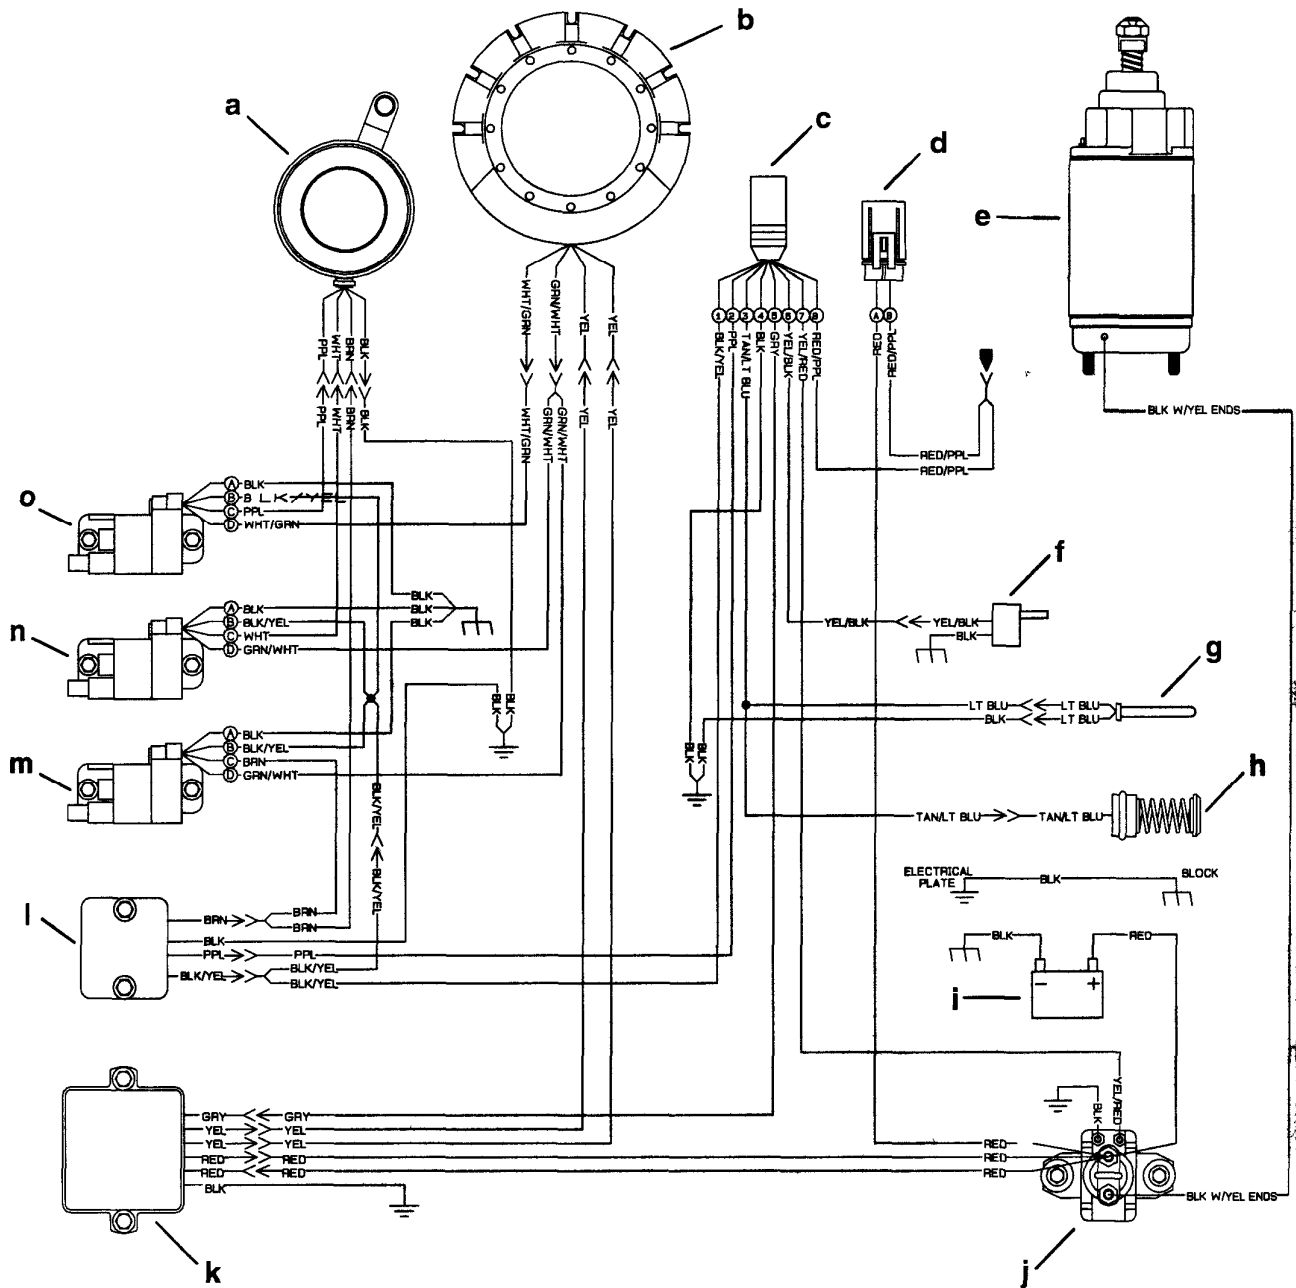 b
a
c
d
e
WHT/GRN
GRN/WHT
YEL
YEL
1
2
3
4
5
6
7
8
A
B
BLK/YEL
PPL
TAN/LT BLU
BLK
GRY
YEL/BLK
YEL/RED
RED/PPL
RED
RED/PPL
PPL
WHT
BRN
BLK
PPL
WHT
BRN
BLK
WHT/GRN
GRN/WHT
GRN/WHT
YEL
YEL
BLK W/YEL ENDS
RED/PPL
RED/PPL
o
A BLK
B BLK/YEL
C PPL
D WHT/GRN
f
n
A BLK
B BLK/YEL
C WHT
D GRN/WHT
BLK
BLK
BLK
YEL/BLK
YEL/BLK
BLK
g
LT BLU
LT BLU
BLK
LT BLU
BLK
BLK
BLK
BLK
m
A BLK
B BLK/YEL
C BRN
D GRN/WHT
h
BLK/YEL
BLK/YEL
TAN/LT BLU
TAN/LT BLU
ELECTRICAL
PLATE
BLK
BLOCK
l
BRN
BRN
BRN
BLK
PPL
PPL
BLK/YEL
BLK/YEL
BLK/YEL
BLK
RED
i
-
+
YEL/RED
BLK
GRY
GRY
YEL
YEL
YEL
YEL
RED
RED
RED
RED
BLK
RED
RED
RED
BLK W/YEL ENDS
k
j